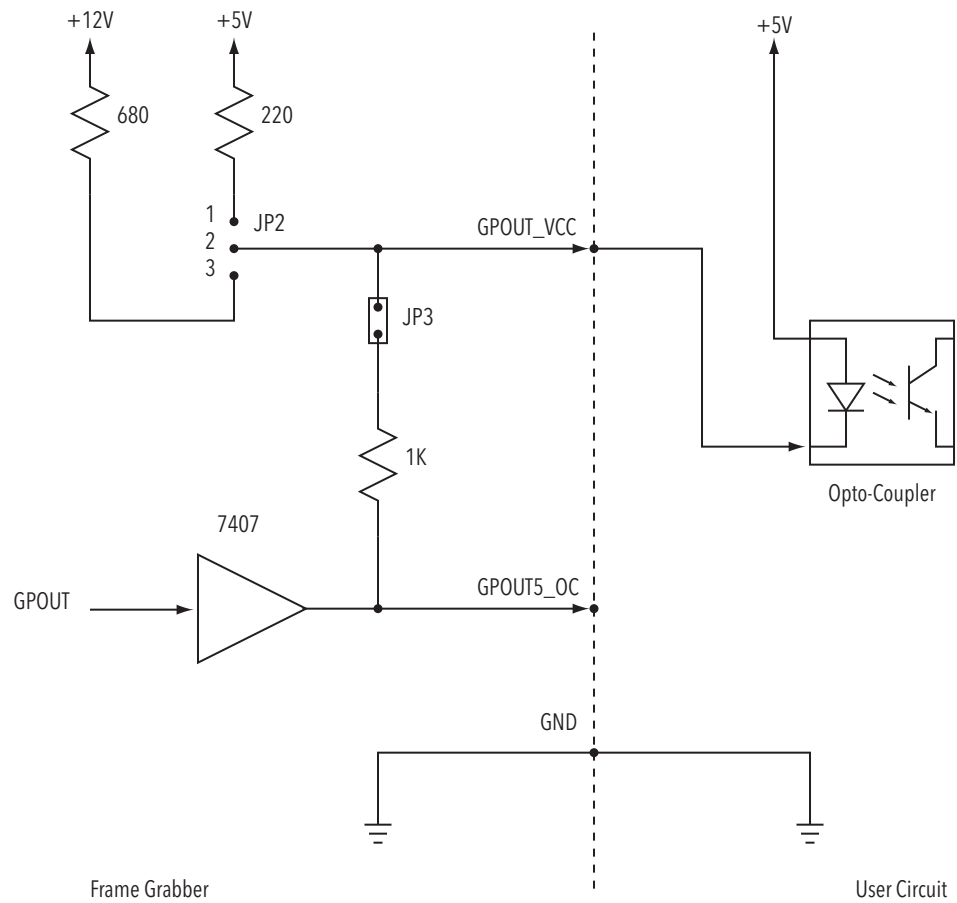 +12V
+5V
+5V
680
220
1
JP2
2
3
GPOUT_VCC
JP3
1K
Opto-Coupler
7407
GPOUT
GPOUT5_OC
GND
Frame Grabber
User Circuit